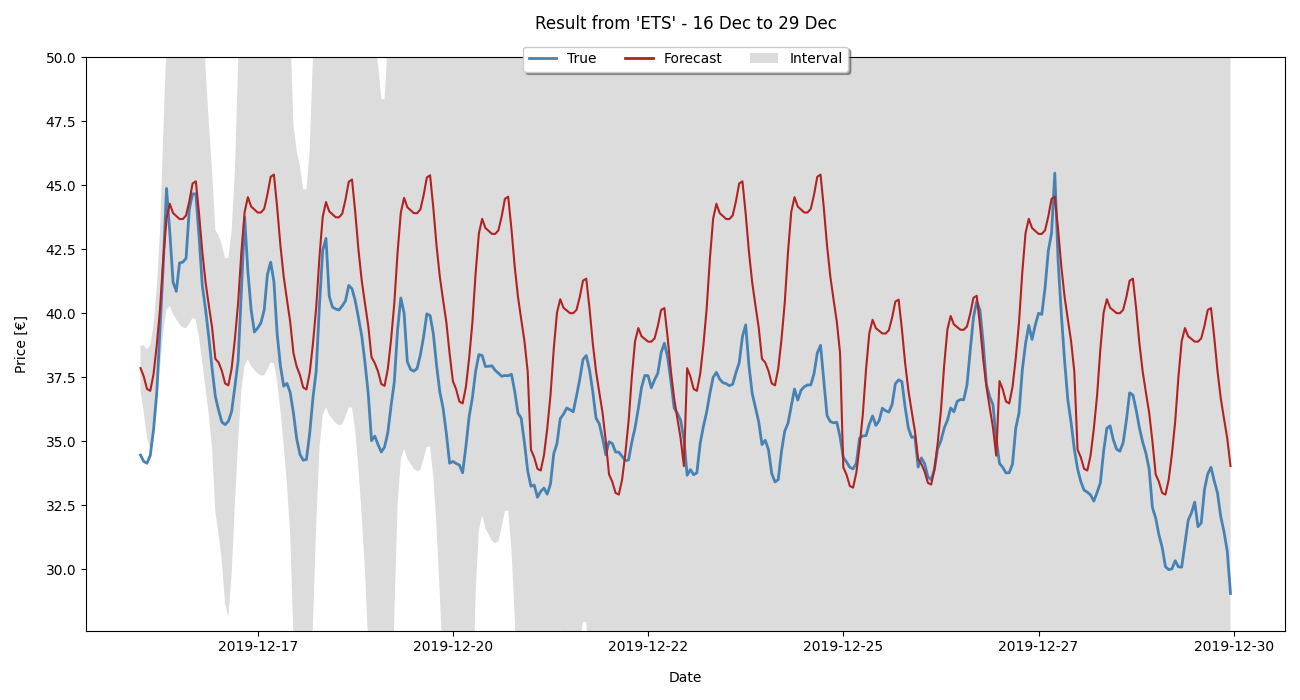 Result from 'ETS' - 16 Dec to 29 Dec
True Forecast Interval
50.0
47.5
45.0
42.5
40.0
37.5
35.0
32.5
30.0
Price [€]
2019-12-17 2019-12-20 2019-12-22 2019-12-25 2019-12-27 2019-12-30
Date